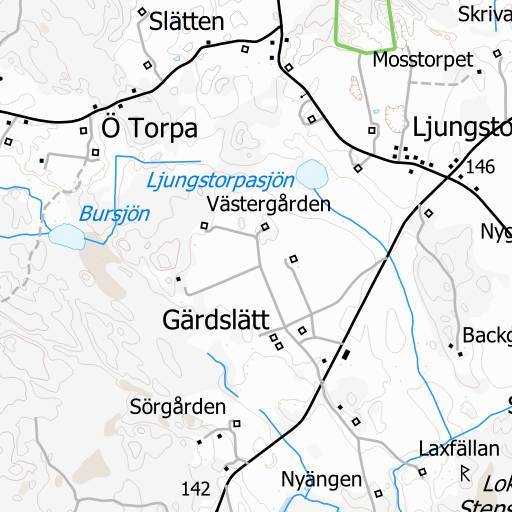 Skriva
Slätten
Mosstorpet
Ö Torpa
Ljungsto
146
Ljungstorpasjön
Västergården
Bursjön
Nyg
Gärdslätt
Backg
S
Sörgården
Laxfällan
Nyängen
Lok
142
Stens